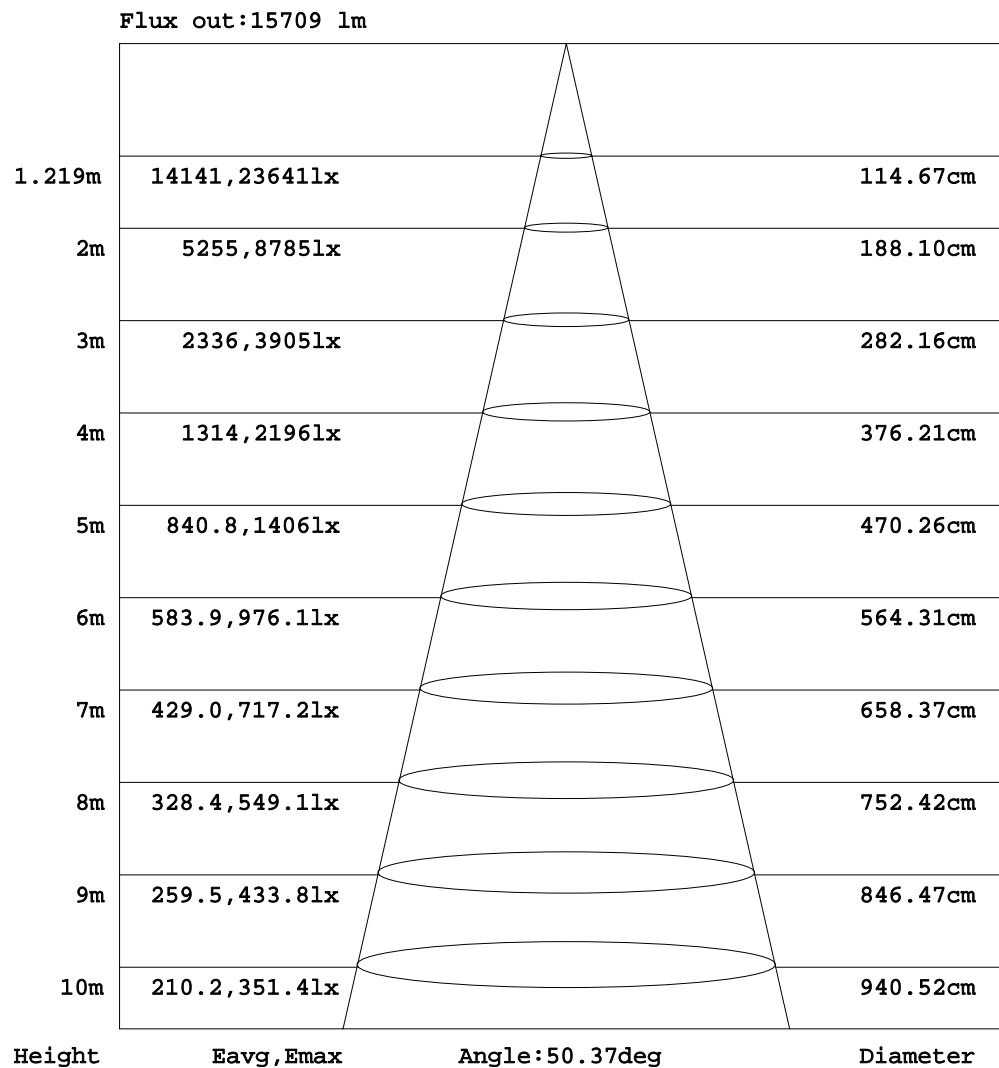 Flux out:15709 lm
1.219m 14141,23641lx 114.67cm
2m 5255,8785lx 188.10cm
3m 2336,3905lx 282.16cm
4m 1314,2196lx 376.21cm
5m 840.8,1406lx 470.26cm
6m 583.9,976.1lx 564.31cm
7m 429.0,717.2lx 658.37cm
8m 328.4,549.1lx 752.42cm
9m 259.5,433.8lx 846.47cm
10m 210.2,351.4lx 940.52cm
Height Eavg,Emax Angle:50.37deg Diameter